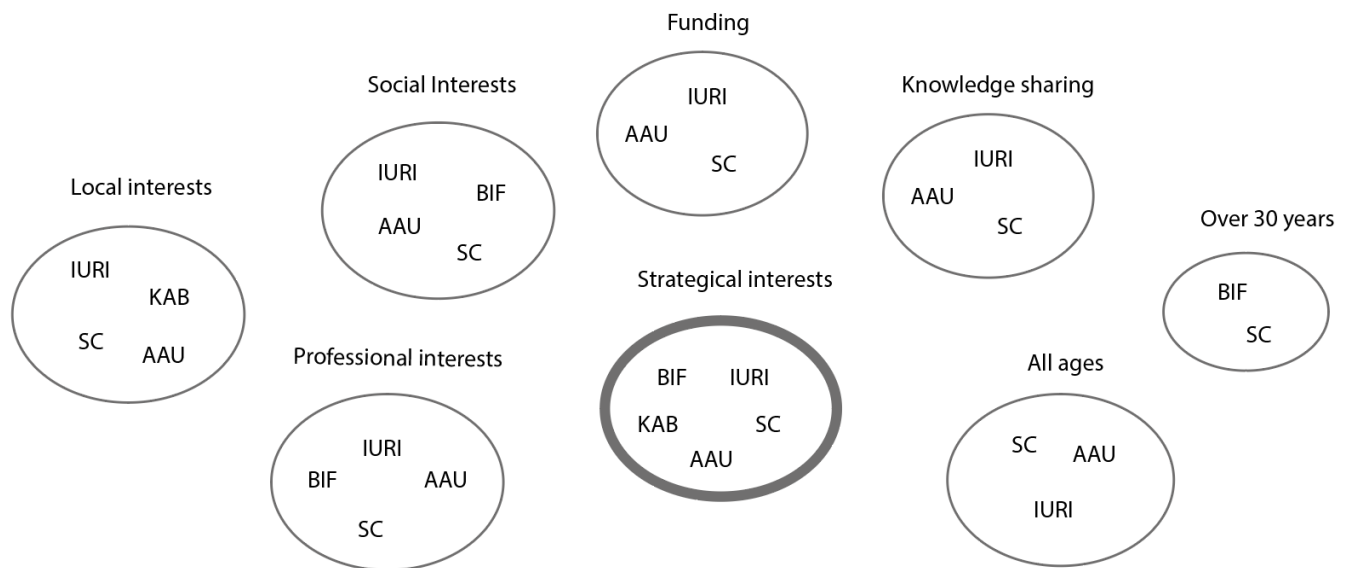 Funding
IURI
AAU
SC
Social Interests
IURI
BIF
AAU
SC
Knowledge sharing
IURI
AAU
SC
Local interests
IURI
KAB
SC
AAU
Over 30 years
BIF
SC
Strategical interests
BIF IURI
KAB SC
AAU
Professional interests
IURI
BIF AAU
SC
All ages
SC
AAU
IURI